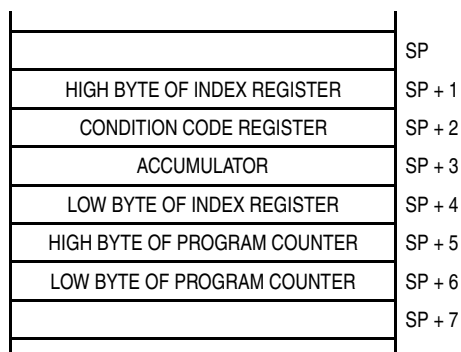 SP
HIGH BYTE OF INDEX REGISTER SP + 1
CONDITION CODE REGISTER SP + 2
ACCUMULATOR SP + 3
LOW BYTE OF INDEX REGISTER SP + 4
HIGH BYTE OF PROGRAM COUNTER SP + 5
LOW BYTE OF PROGRAM COUNTER SP + 6
SP + 7